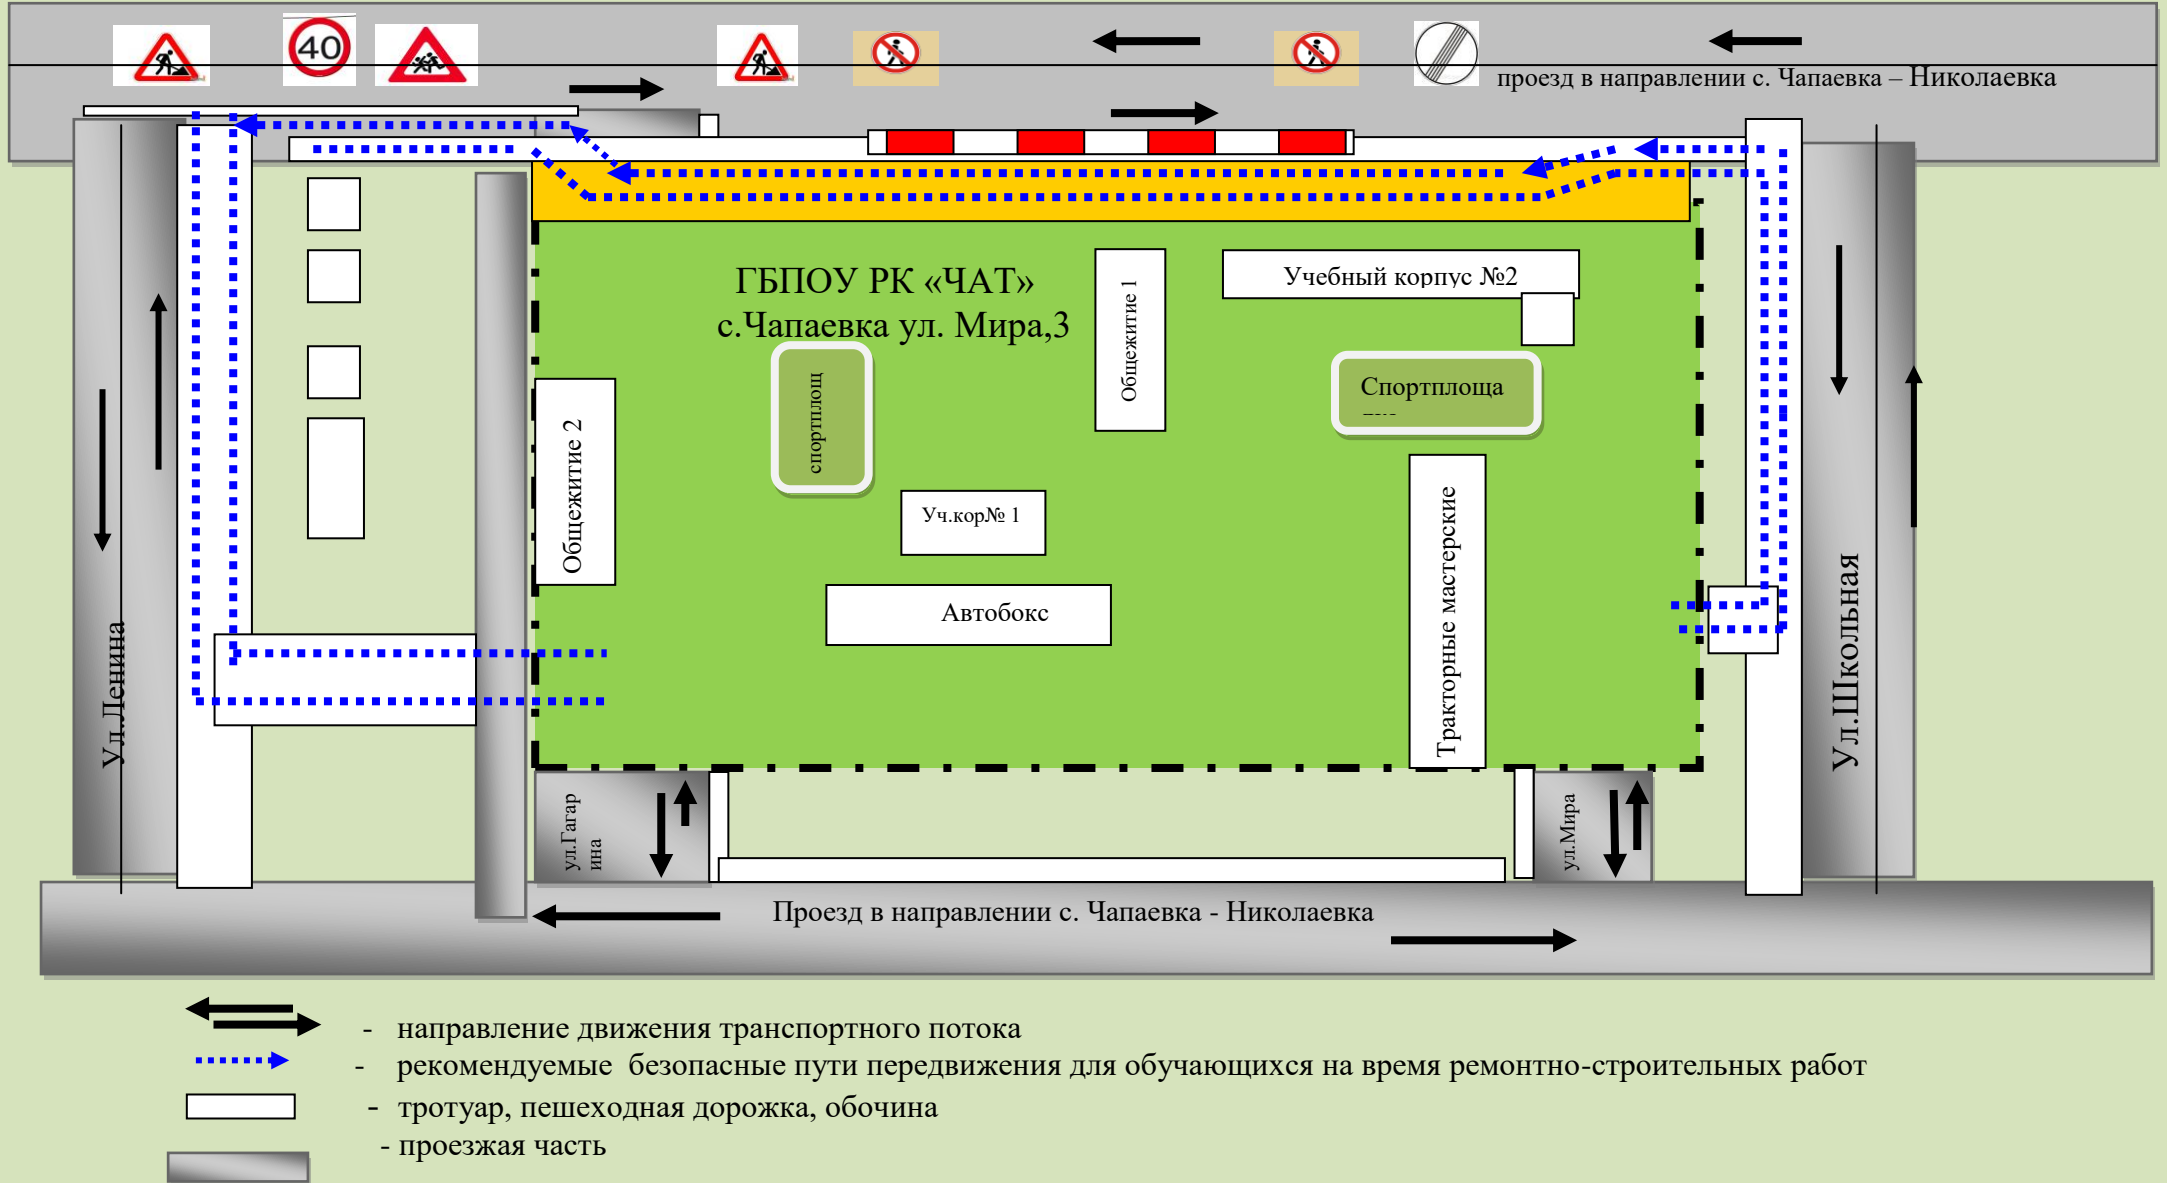 40
проезд в направлении с. Чапаевка – Николаевка
ГБПОУ РК «ЧАТ»
с.Чапаевка ул. Мира,3
Общежитие 1
Учебный корпус №2
спортплощ
Спортплоща
Общежитие 2
Уч.кор№ 1
Автобокс
Тракторные мастерские
Ул.Ленина
Ул.Школьная
ул.Гагар
ина
ул.Мира
Проезд в направлении с. Чапаевка - Николаевка
- направление движения транспортного потока
- рекомендуемые безопасные пути передвижения для обучающихся на время ремонтно-строительных работ
- тротуар, пешеходная дорожка, обочина
- проезжая часть